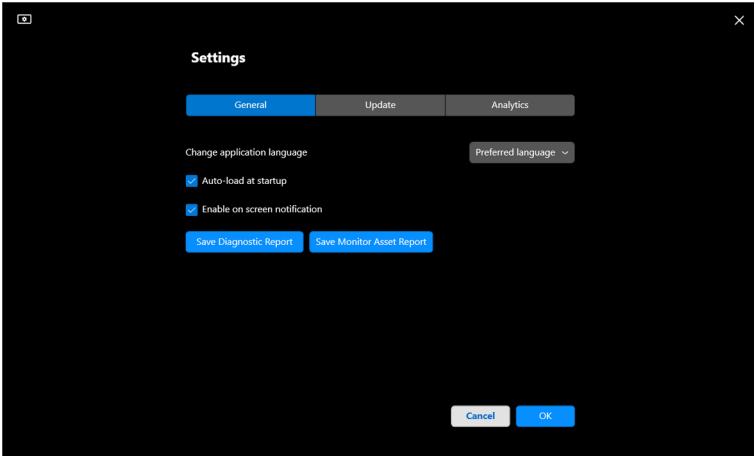 Settings
General Update Analytics
Change application language Preferred language
Auto-load at startup
Enable on screen notification
Save Diagnostic Report Save Monitor Asset Report
Cancel OK